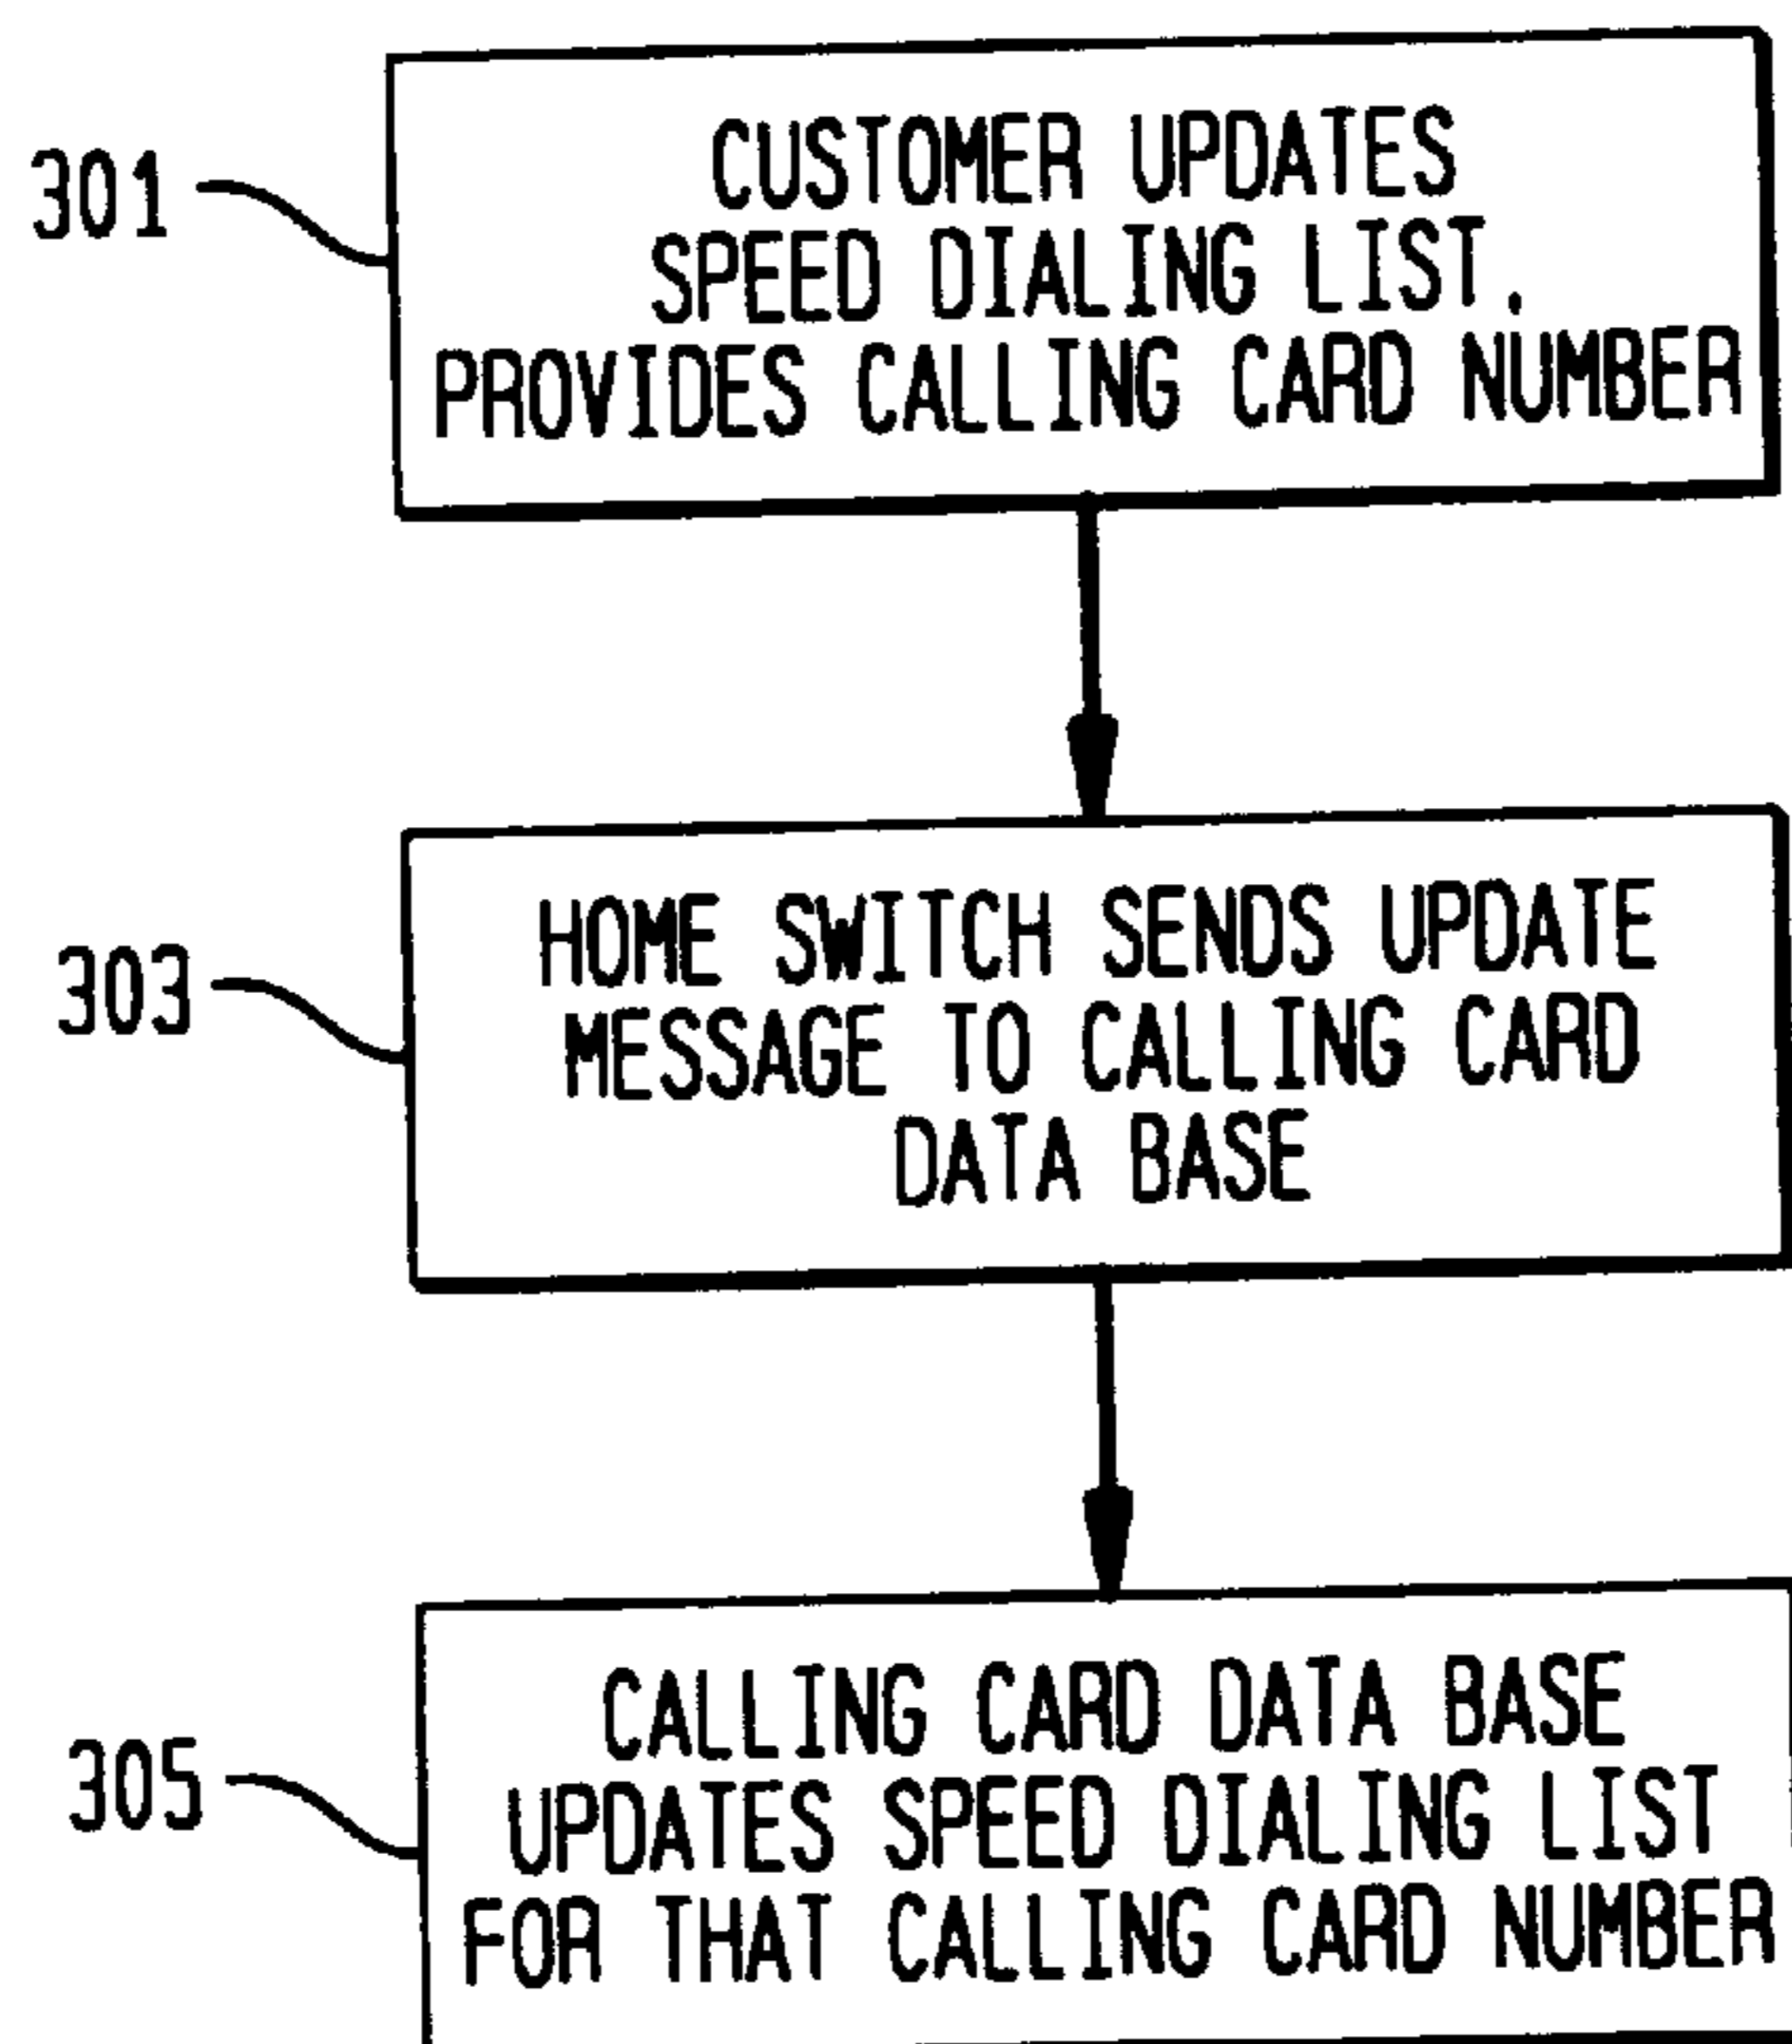 301
CUSTOMER UPDATES
SPEED DIALING LIST.
PROVIDES CALLING CARD NUMBER
303
HOME SWITCH SENDS UPDATE
MESSAGE TO CALLING CARD
DATA BASE
305
CALLING CARD DATA BASE
UPDATES SPEED DIALING LIST
FOR THAT CALLING CARD NUMBER